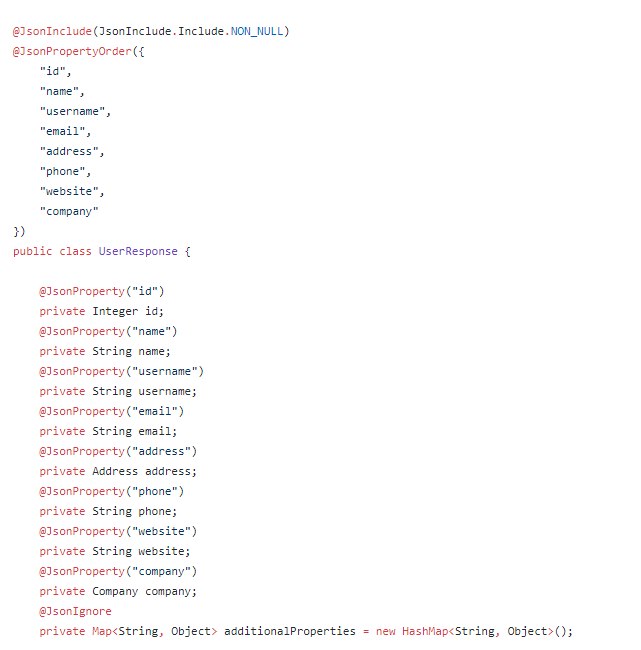 @JsonInclude(JsonInclude.Include.NON_NULL)
@JsonPropertyOrder({
    "id",
    "name",
    "username",
    "email",
    "address",
    "phone",
    "website",
    "company"
})
public class UserResponse {

    @JsonProperty("id")
    private Integer id;
    @JsonProperty("name")
    private String name;
    @JsonProperty("username")
    private String username;
    @JsonProperty("email")
    private String email;
    @JsonProperty("address")
    private Address address;
    @JsonProperty("phone")
    private String phone;
    @JsonProperty("website")
    private String website;
    @JsonProperty("company")
    private Company company;
    @JsonIgnore
    private Map<String, Object> additionalProperties = new HashMap<String, Object>();